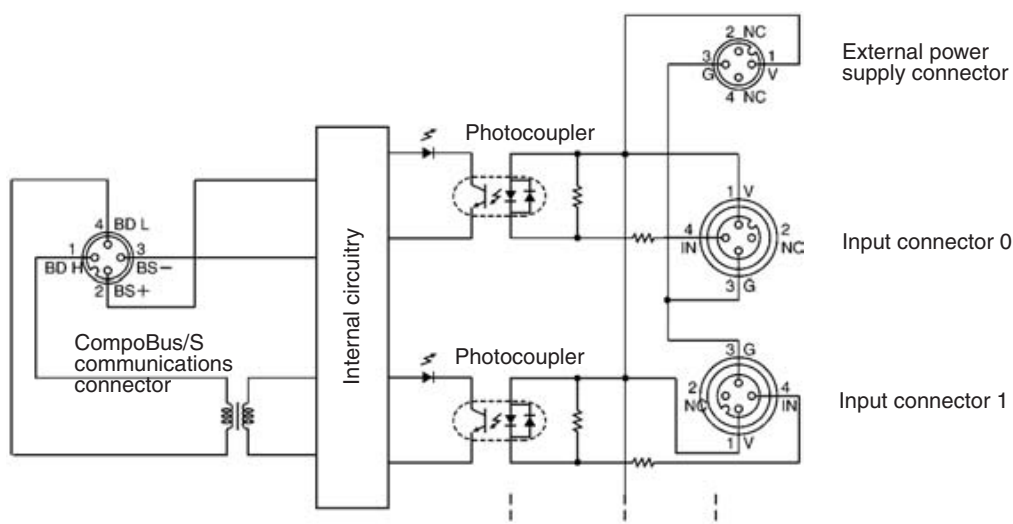 2 NC
3
G
1
V
4 NC
External power
supply connector
Photocoupler
1 V
4
IN
2
NC
3 G
Input connector 0
4 BD L
1
BD H
3
BS−
2 BS+
CompoBus/S
communications
connector
Internal circuitry
Photocoupler
3 G
2
NC
4
IN
1 V
Input connector 1